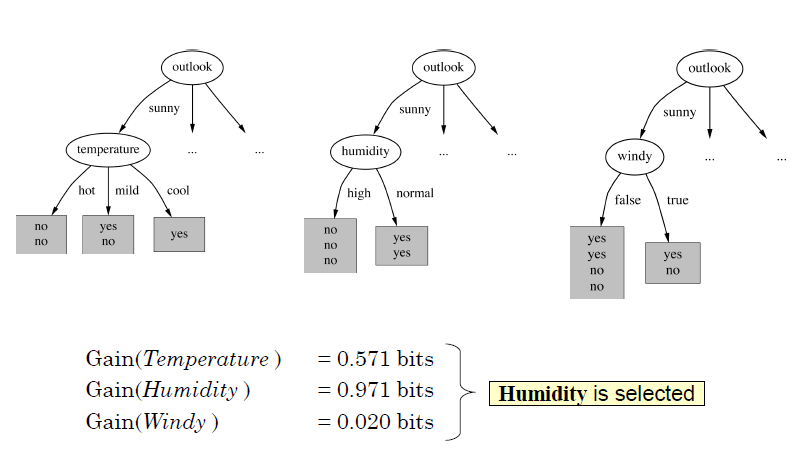 outlook
sunny
temperature
...
...
hot mild cool
no
no
yes
no
yes
outlook
sunny
humidity
...
...
high normal
no
no
no
yes
yes
outlook
sunny
windy
...
...
false true
yes
yes
no
no
yes
no
Gain(Temperature ) = 0.571 bits
Gain(Humidity ) = 0.971 bits
Gain(Windy ) = 0.020 bits
Humidity is selected